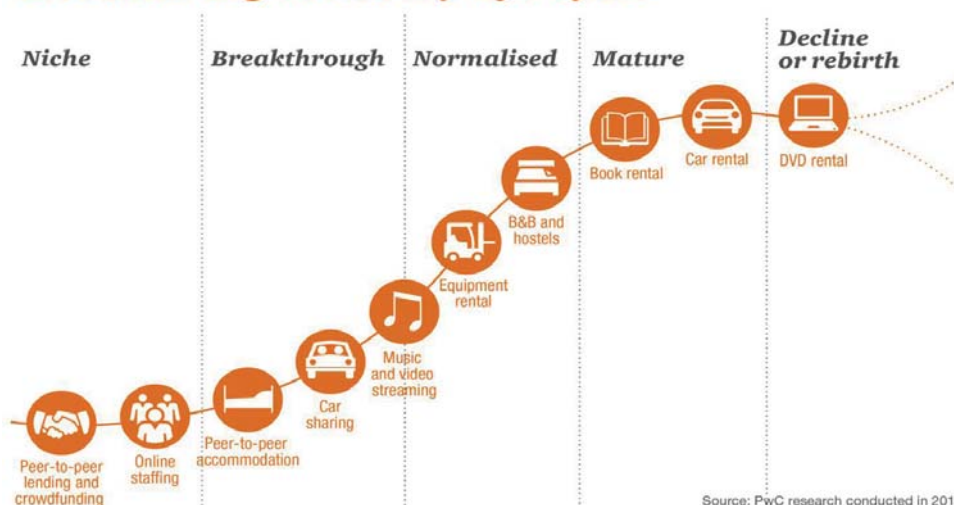 Niche
Breakthrough
Normalised
Mature
Decline
or rebirth
Peer-to-peer
lending and
crowdfunding
Online
staffing
Peer-to-peer
accommodation
Car
sharing
Music
and video
streaming
Equipment
rental
B&B and
hostels
Book rental
Car rental
DVD rental
Source: PwC research conducted in